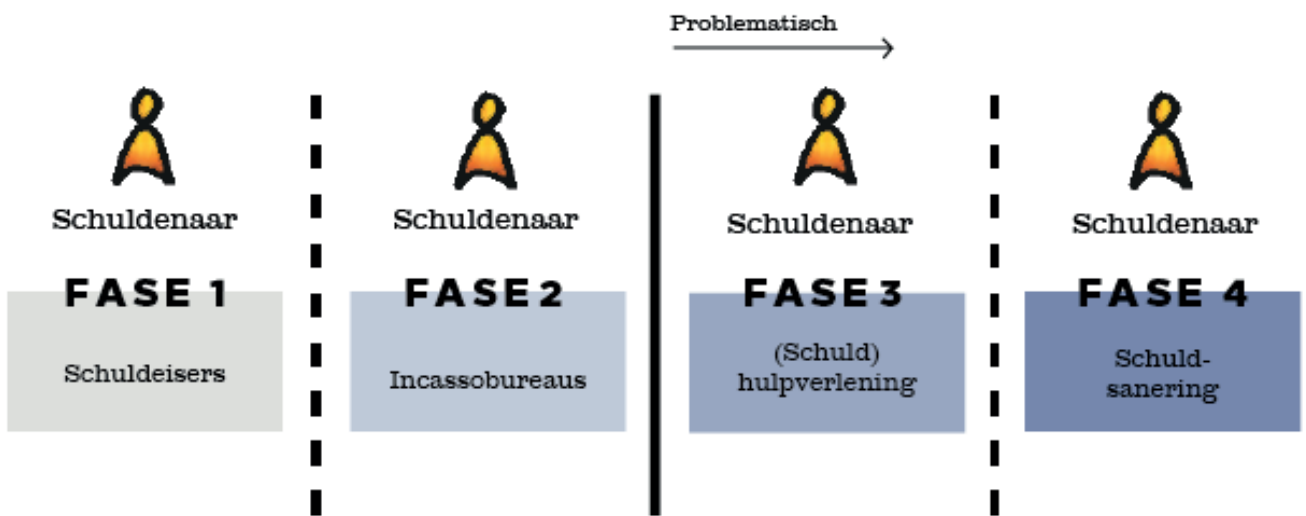 Problematisch
Schuldenaar
Schuldenaar
Schuldenaar
Schuldenaar
FASE 1
Schuldeisers
FASE 2
Incassobureaus
FASE 3
(Schuld)
hulpverlening
FASE 4
Schuld-
sanering